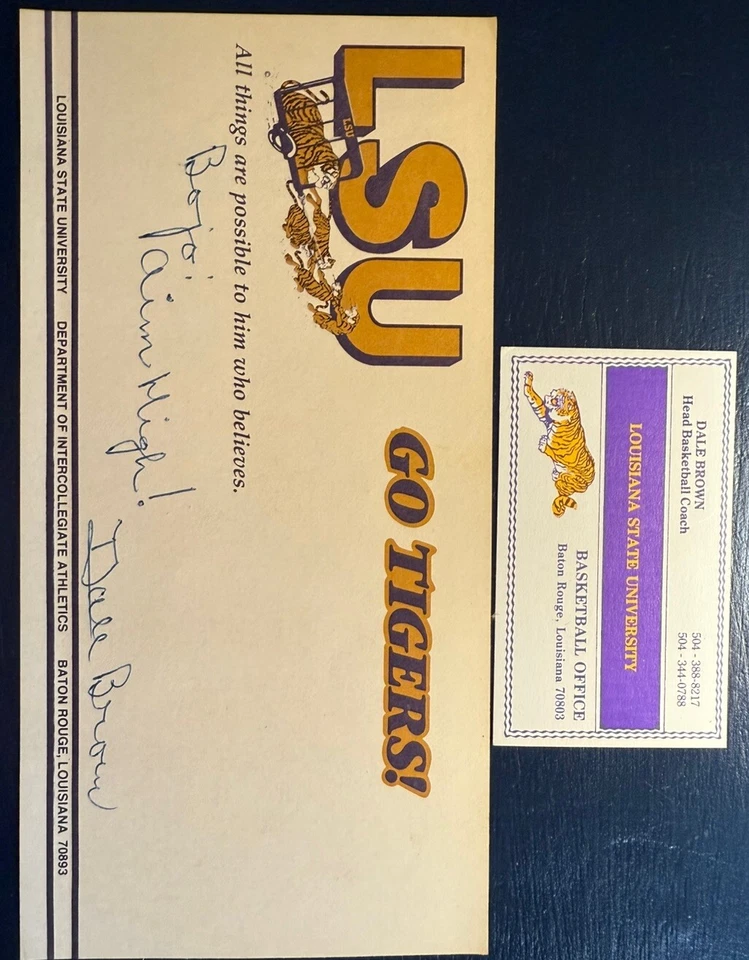 LSU
LSU
GO TIGERS!
All things are possible to him who believes.
Bojo!
Aim High!
Dale Brown
LOUISIANA STATE UNIVERSITY DEPARTMENT OF INTERCOLLEGIATE ATHLETICS BATON ROUGE, LOUISIANA 70893
DALE BROWN 504 - 388-8217
Head Basketball Coach 504 - 344-0788
LOUISIANA STATE UNIVERSITY
BASKETBALL OFFICE
Baton Rouge, Louisiana 70803